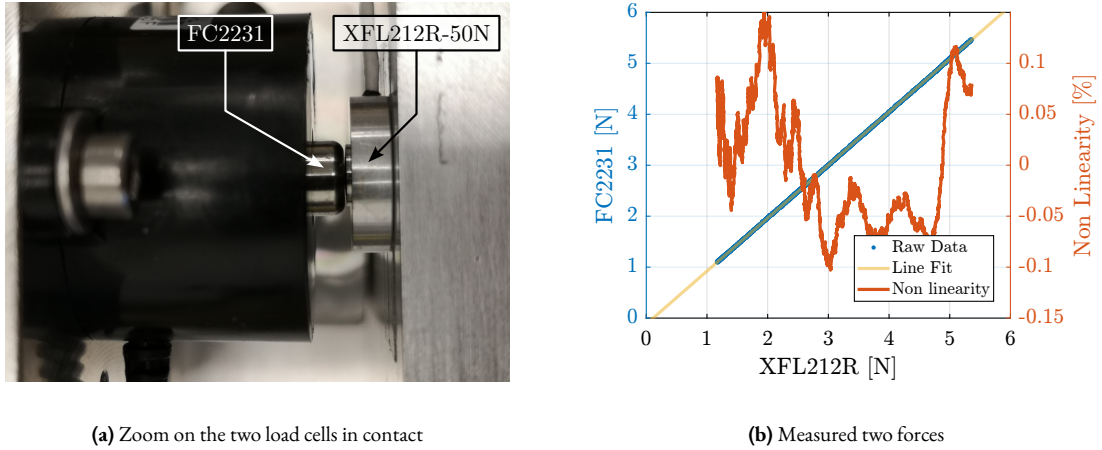 FC2231
XFL212R-50N
(a) Zoom on the two load cells in contact
6
5
4
3
2
1
0
FC2231 [N]
0.1
0.05
0
-0.05
-0.1
-0.15
Non Linearity [%]
Raw Data
Line Fit
Non linearity
0 1 2 3 4 5 6
XFL212R [N]
(b) Measured two forces